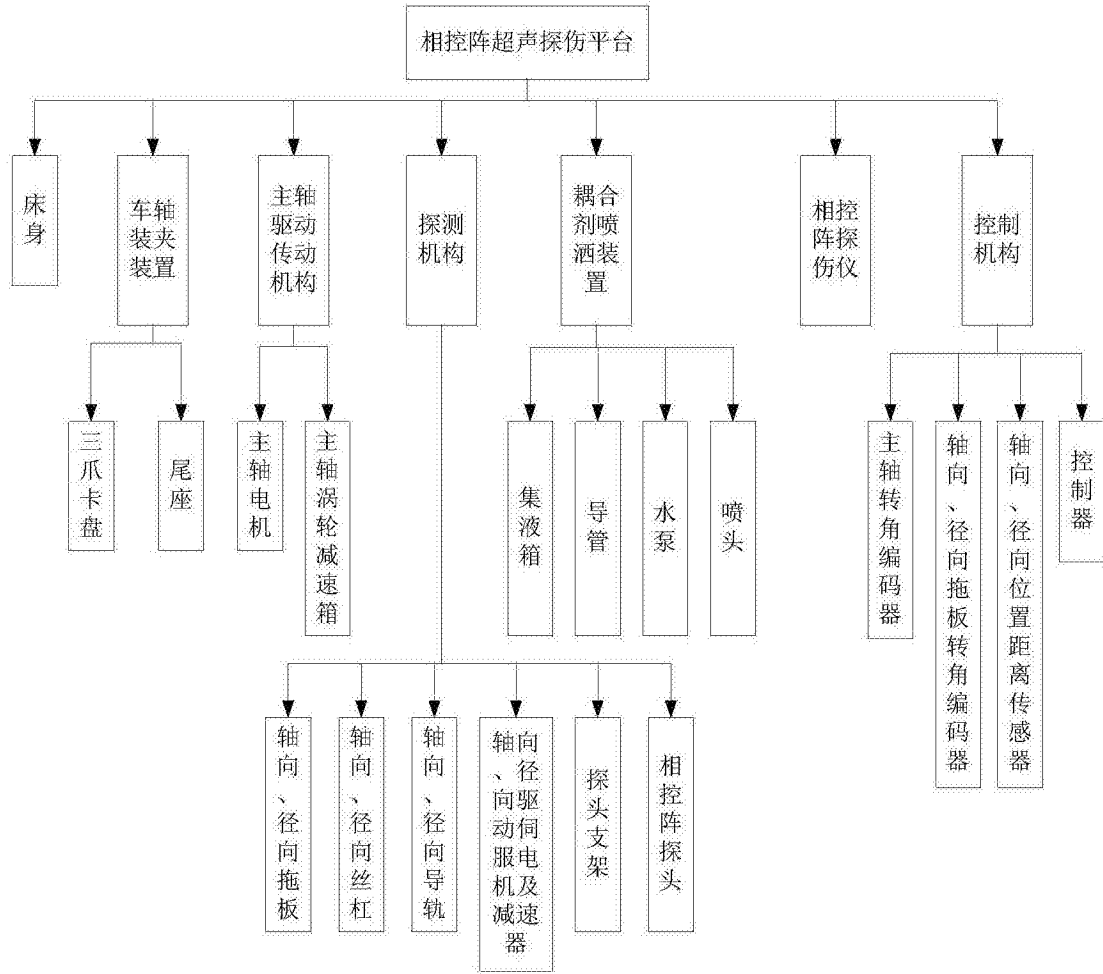 相控阵超声探伤平台
床
身
车轴
装夹
装置
主轴
驱动
传动
机构
探测
机构
耦合
剂喷
洒装
置
相控
阵探
伤仪
控制
机构
三
爪
卡
盘
尾
座
主
轴
电
机
主
轴
涡
轮
减
速
箱
集
液
箱
导
管
水
泵
喷
头
主
轴
转
角
编
码
器
轴
向
、
径
向
拖
板
转
角
编
码
器
轴
向
、
径
向
位
置
距
离
传
感
器
控
制
器
轴
向
、
径
向
拖
板
轴
向
、
径
向
丝
杠
轴
向
、
径
向
导
轨
轴向
、径
向驱
动伺
服电
机及
减速
器
探
头
支
架
相
控
阵
探
头